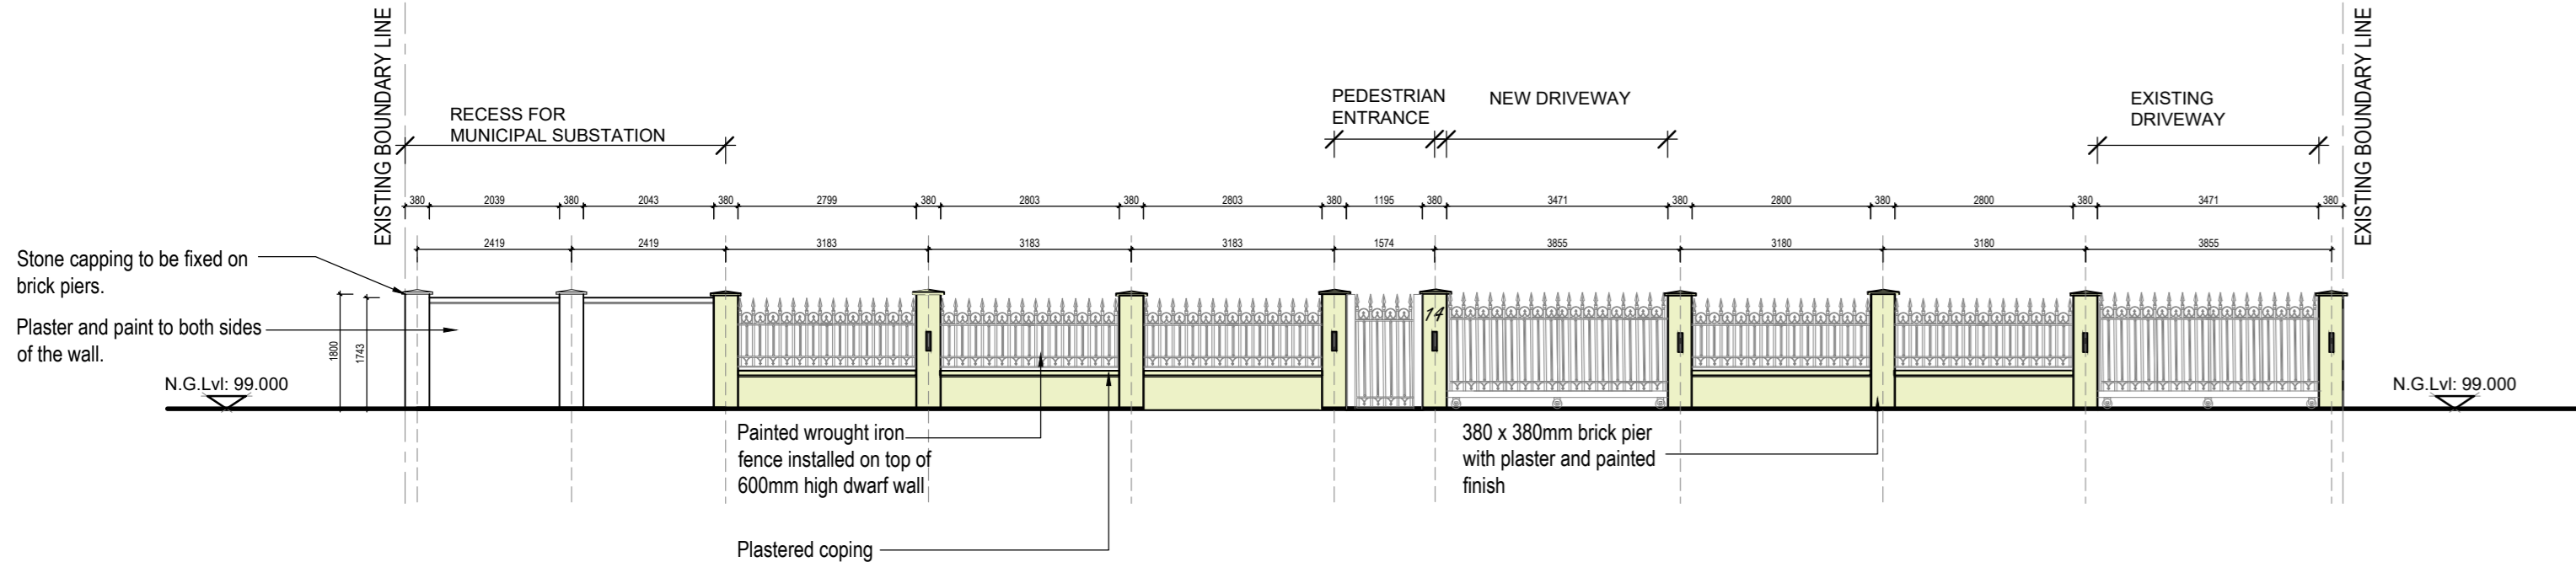 EXISTING BOUNDARY LINE
RECESS FOR
MUNICIPAL SUBSTATION
PEDESTRIAN
ENTRANCE
NEW DRIVEWAY
EXISTING
DRIVEWAY
EXISTING BOUNDARY LINE
380 2039 380 2043 380 2799 380 2803 380 2803 380 1195 380 3471 380 2800 380 2800 380 3471 380
2419 2419 3183 3183 3183 1574 3855 3180 3180 3855
Stone capping to be fixed on
brick piers.
Plaster and paint to both sides
of the wall.
1800
1743
14
N.G.Lvl: 99.000
N.G.Lvl: 99.000
Painted wrought iron
fence installed on top of
600mm high dwarf wall
380 x 380mm brick pier
with plaster and painted
finish
Plastered coping